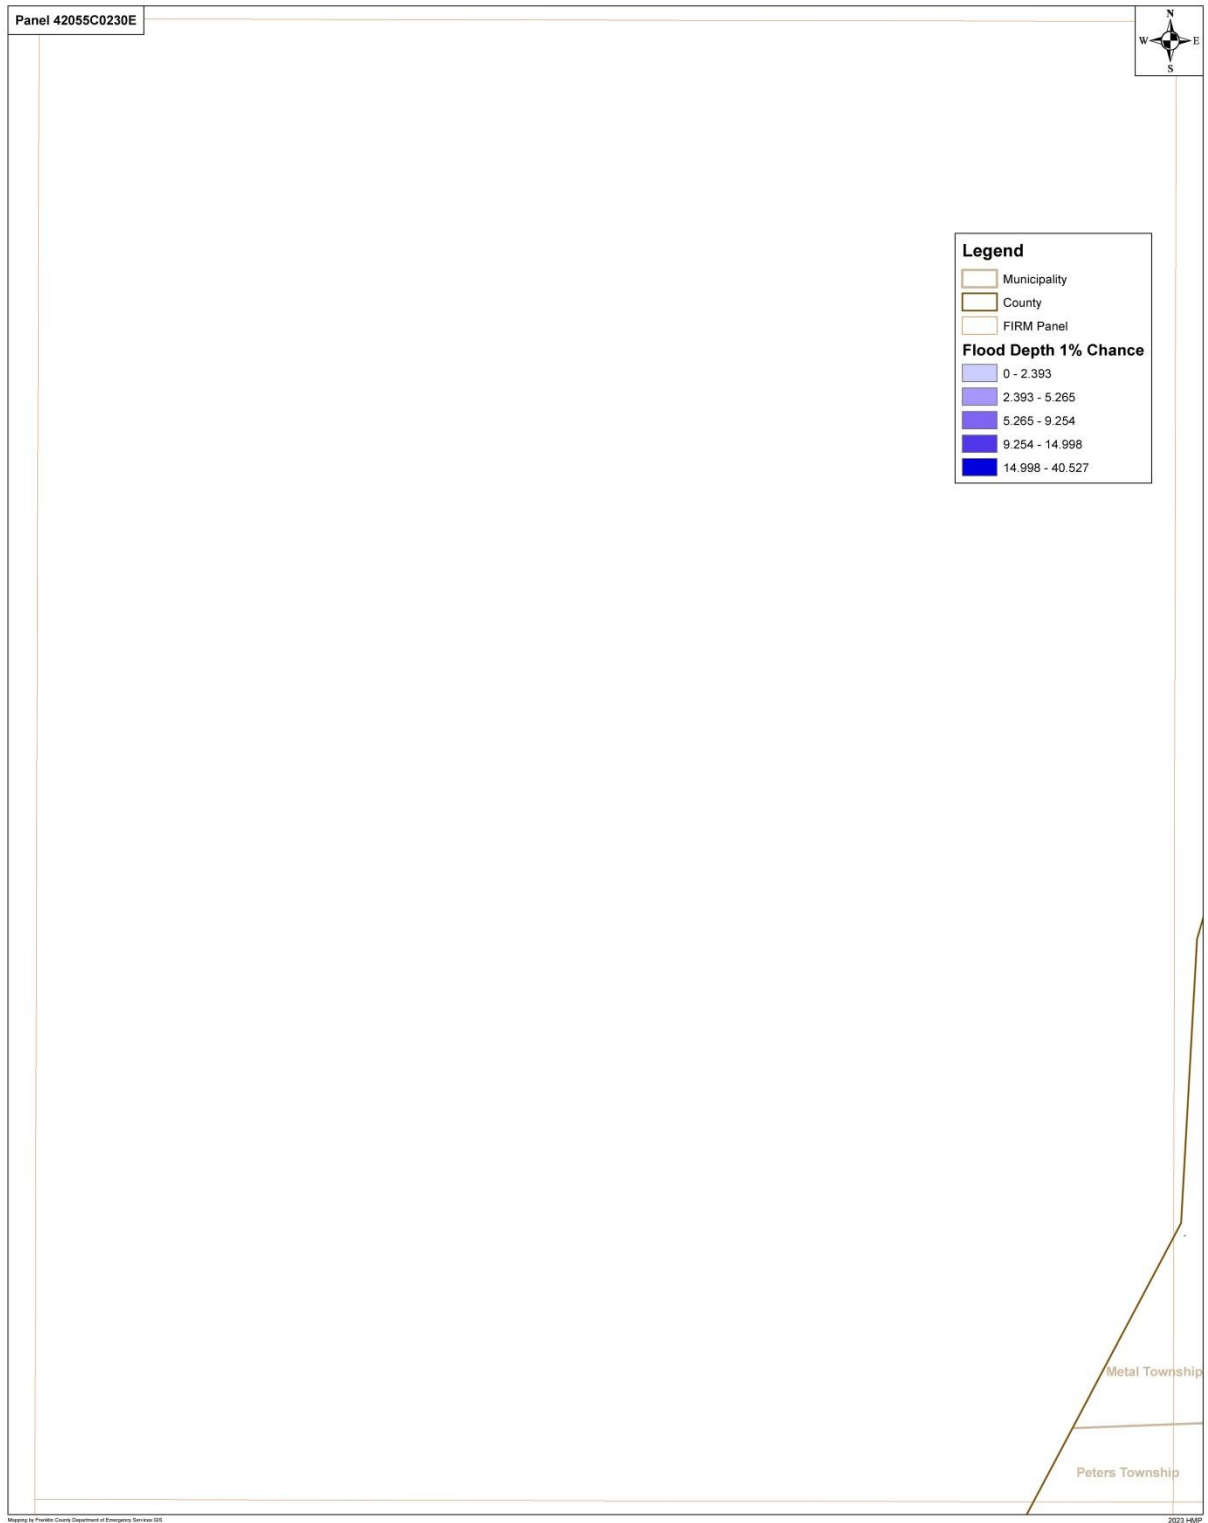 Panel 42055C0230E
N
W E
S
Legend
Municipality
County
FIRM Panel
Flood Depth 1% Chance
0 - 2.393
2.393 - 5.265
5.265 - 9.254
9.254 - 14.998
14.998 - 40.527
Metal Township
Peters Township
Mapping by Franklin County Department of Emergency Services GIS
2023 HMP